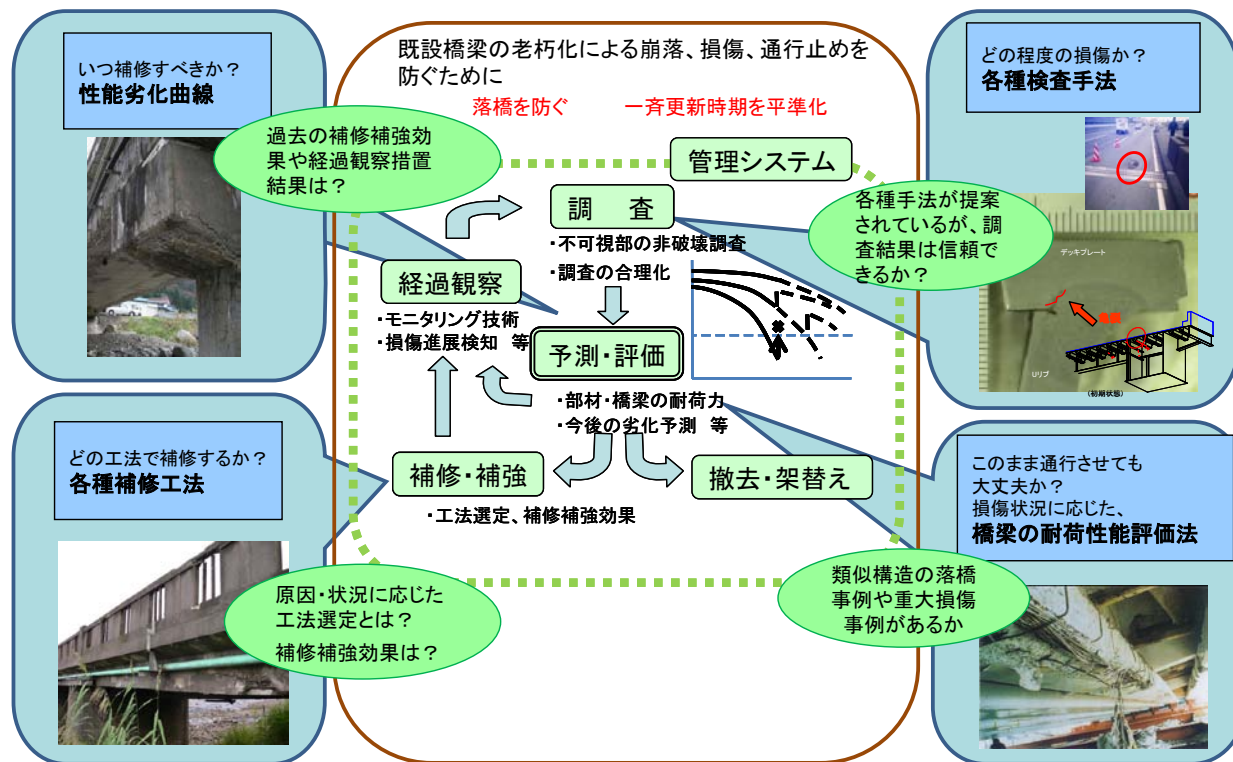 いつ補修すべきか？
性能劣化曲線
過去の補修補強効
果や経過観察措置
結果は？
既設橋梁の老朽化による崩落、損傷、通行止めを
防ぐために
落橋を防ぐ　一斉更新時期を平準化
管理システム
調　査
・不可視部の非破壊調査
・調査の合理化
経過観察
・モニタリング技術
・損傷進展検知 等
予測・評価
・部材・橋梁の耐荷力
・今後の劣化予測 等
補修・補強
・工法選定、補修補強効果
撤去・架替え
どの程度の損傷か？
各種検査手法
各種手法が提案
されているが、調
査結果は信頼で
きるか？
デッキプレート
亀裂
Uリブ
(初期状態)
どの工法で補修するか？
各種補修工法
原因・状況に応じた
工法選定とは？
補修補強効果は？
このまま通行させても
大丈夫か？
損傷状況に応じた、
橋梁の耐荷性能評価法
類似構造の落橋
事例や重大損傷
事例があるか